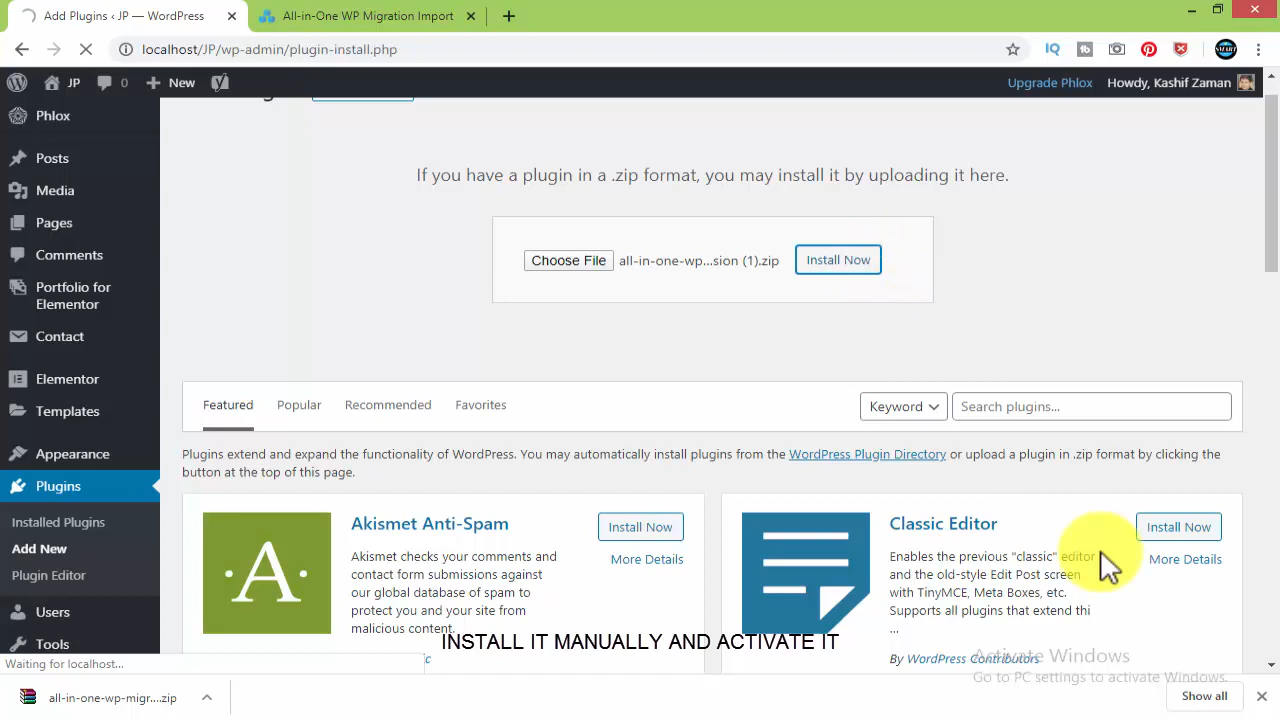 Add Plugins ‹ JP — WordPress
All-in-One WP Migration Import
localhost/JP/wp-admin/plugin-install.php
JP
0
New
Upgrade Phlox
Howdy, Kashif Zaman
Phlox
Posts
Media
Pages
Comments
Portfolio for
Elementor
Contact
Elementor
Templates
Appearance
Plugins
Installed Plugins
Add New
Plugin Editor
Users
Tools
If you have a plugin in a .zip format, you may install it by uploading it here.
Choose File all-in-one-wp...sion (1).zip Install Now
Featured Popular Recommended Favorites
Keyword Search plugins...
Plugins extend and expand the functionality of WordPress. You may automatically install plugins from the WordPress Plugin Directory or upload a plugin in .zip format by clicking the
button at the top of this page.
Akismet Anti-Spam
Install Now
More Details
Akismet checks your comments and
contact form submissions against
our global database of spam to
protect you and your site from
malicious content.
Classic Editor
Install Now
More Details
Enables the previous "classic" editor
and the old-style Edit Post screen
with TinyMCE, Meta Boxes, etc.
Supports all plugins that extend thi
...
By WordPress Contributors
INSTALL IT MANUALLY AND ACTIVATE IT
Activate Windows
Go to PC settings to activate Windows.
Waiting for localhost...
all-in-one-wp-migr....zip
Show all